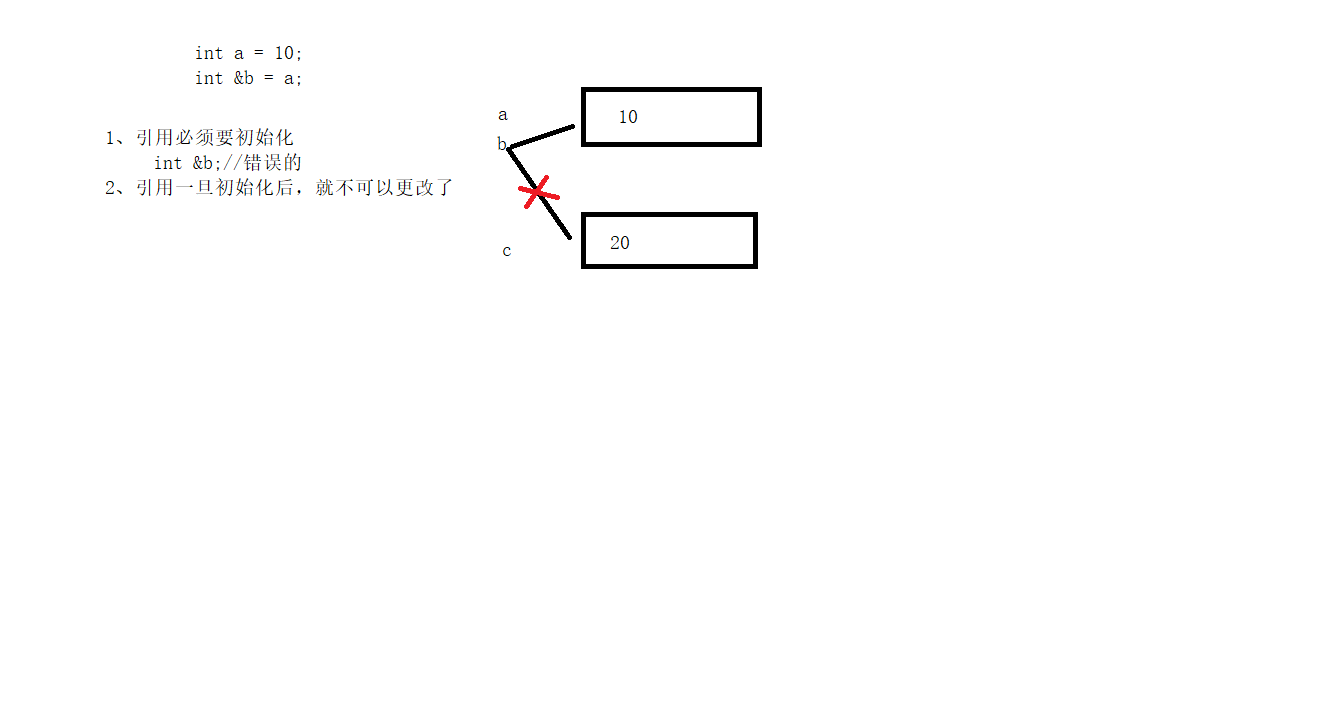 int a = 10;
int &b = a;
1、引用必须要初始化
int &b;//错误的
2、引用一旦初始化后，就不可以更改了
a
10
b
20
c